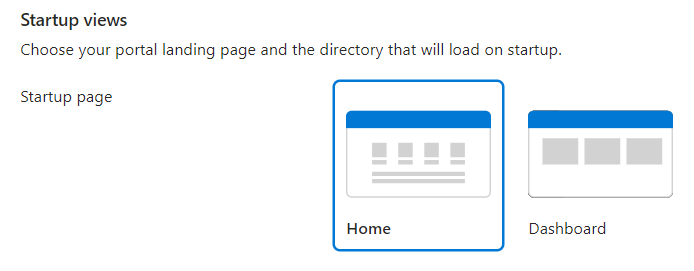 Startup views
Choose your portal landing page and the directory that will load on startup.
Startup page
Home
Dashboard